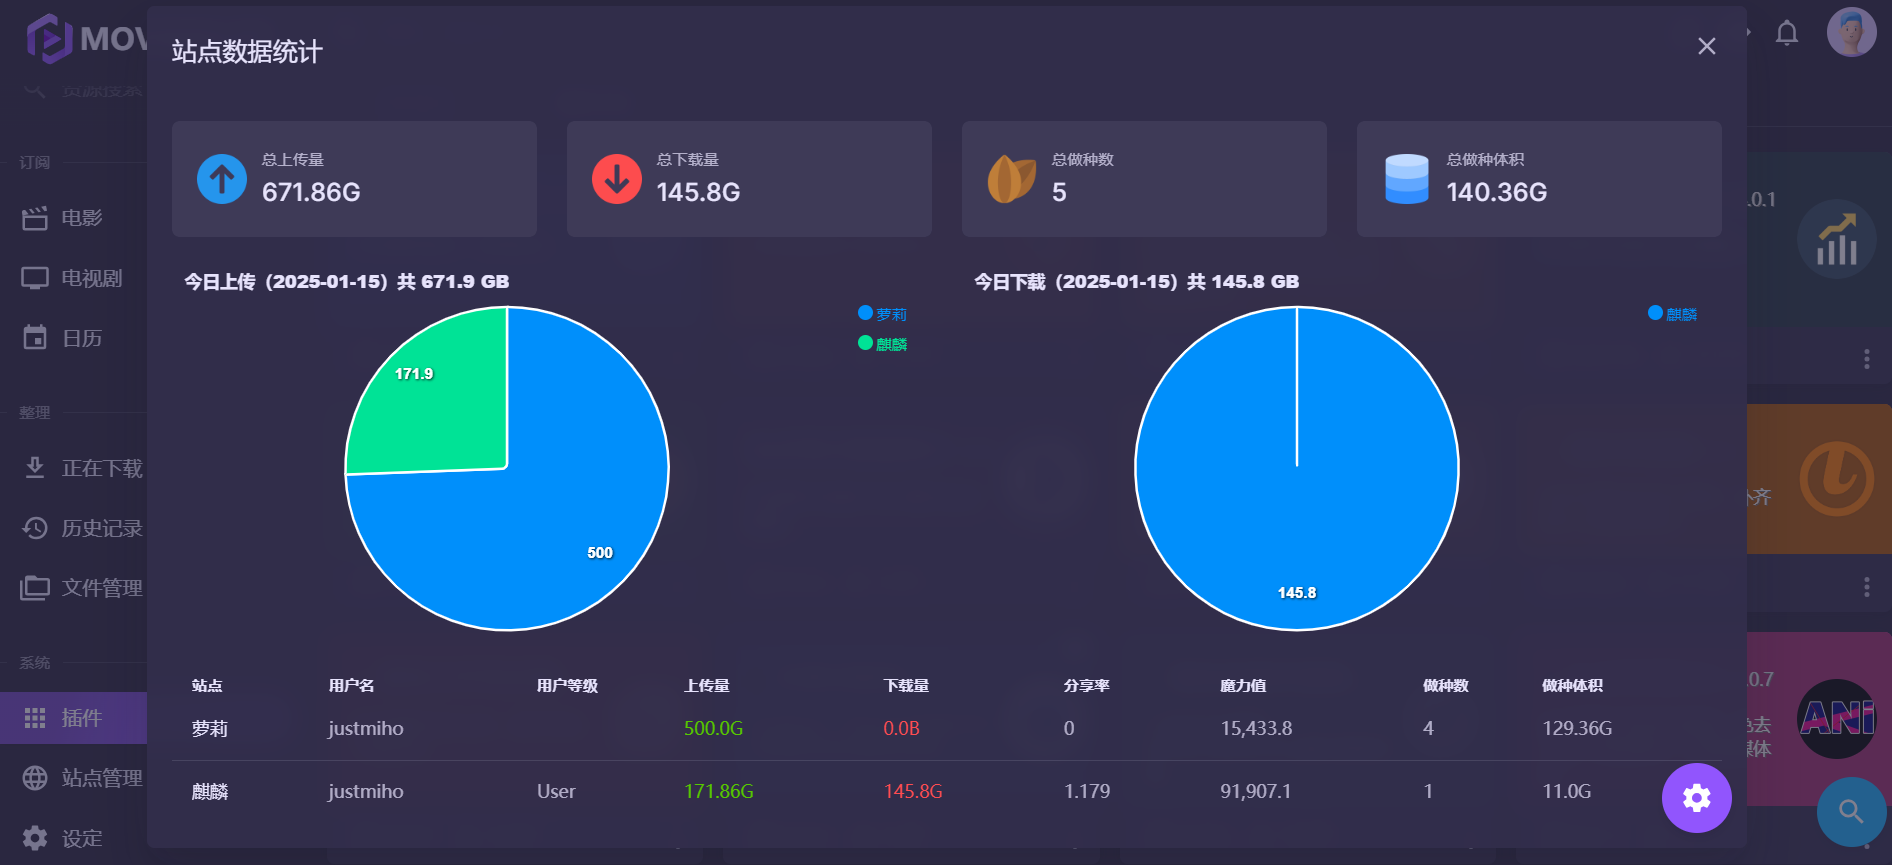 MOV
站点数据统计
资源搜索
订阅
电影
电视剧
日历
整理
正在下载
历史记录
文件管理
系统
插件
站点管理
设定
总上传量
671.86G
总下载量
145.8G
总做种数
5
总做种体积
140.36G
今日上传（2025-01-15）共 671.9 GB
萝莉
麒麟
171.9
500
今日下载（2025-01-15）共 145.8 GB
麒麟
145.8
站点 用户名 用户等级 上传量 下载量 分享率 魔力值 做种数 做种体积
萝莉 justmiho 500.0G 0.0B 0 15,433.8 4 129.36G
麒麟 justmiho User 171.86G 145.8G 1.179 91,907.1 1 11.0G
.0.1
齐
.0.7
去
媒体
ANI